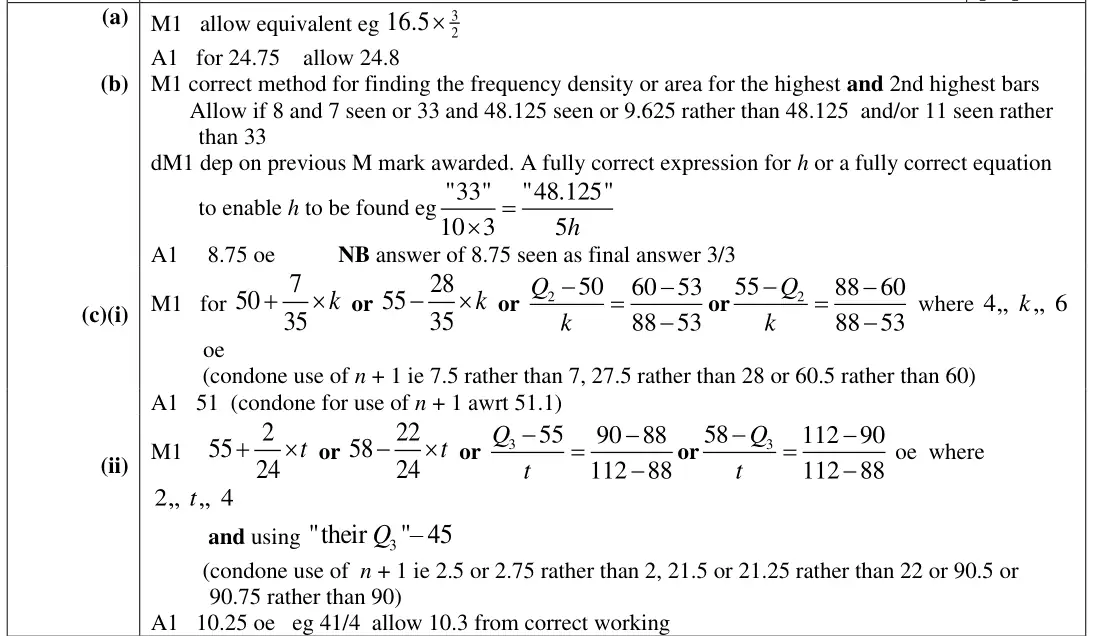 (a) M1 allow equivalent eg 16.5 × 3/2
A1 for 24.75 allow 24.8
(b) M1 correct method for finding the frequency density or area for the highest and 2nd highest bars
Allow if 8 and 7 seen or 33 and 48.125 seen or 9.625 rather than 48.125 and/or 11 seen rather
than 33
dM1 dep on previous M mark awarded. A fully correct expression for h or a fully correct equation
to enable h to be found eg "33"/(10 × 3) = "48.125"/(5h)
A1 8.75 oe NB answer of 8.75 seen as final answer 3/3
(c)(i) M1 for 50 + 7/35 × k or 55 − 28/35 × k or (Q₂ − 50)/k = (60 − 53)/(88 − 53) or (55 − Q₂)/k = (88 − 60)/(88 − 53) where 4 ,, k ,, 6
oe
(condone use of n + 1 ie 7.5 rather than 7, 27.5 rather than 28 or 60.5 rather than 60)
A1 51 (condone for use of n + 1 awrt 51.1)
(ii) M1 55 + 2/24 × t or 58 − 22/24 × t or (Q₃ − 55)/t = (90 − 88)/(112 − 88) or (58 − Q₃)/t = (112 − 90)/(112 − 88) oe where
2 ,, t ,, 4
and using "their Q₃" – 45
(condone use of n + 1 ie 2.5 or 2.75 rather than 2, 21.5 or 21.25 rather than 22 or 90.5 or
90.75 rather than 90)
A1 10.25 oe eg 41/4 allow 10.3 from correct working